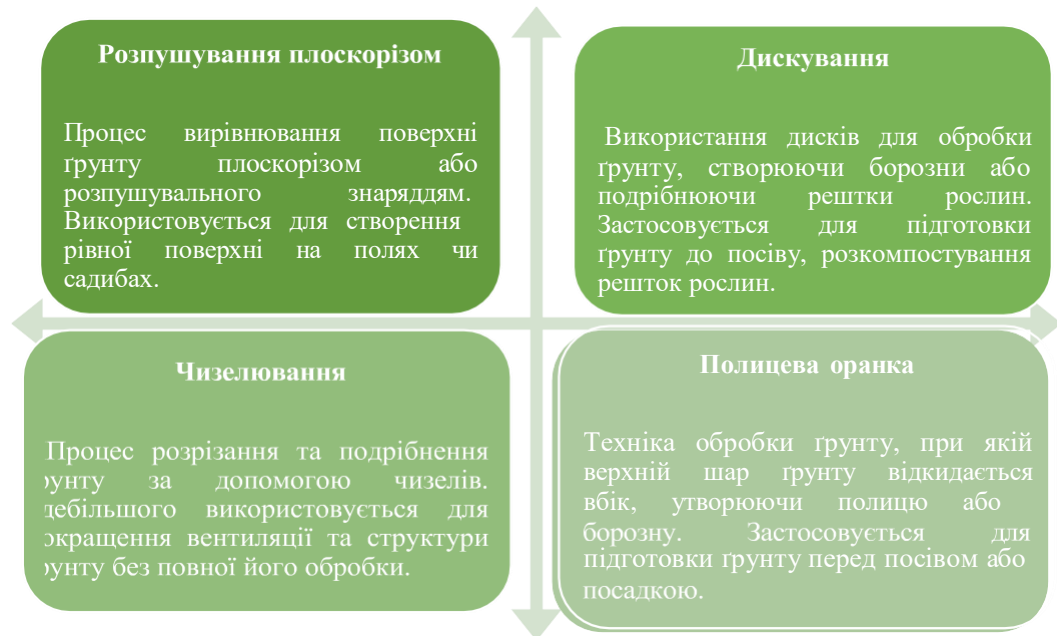 Розпушування плоскорізом
Процес вирівнювання поверхні
ґрунту плоскорізом або
розпушувального знаряддям.
Використовується для створення
рівної поверхні на полях чи
садибах.
Дискування
Використання дисків для обробки
ґрунту, створюючи борозни або
подрібнюючи рештки рослин.
Застосовується для підготовки
ґрунту до посіву, розкомпостування
решток рослин.
Чизелювання
Процес розрізання та подрібнення
рунту за допомогою чизелів.
дебільшого використовується для
окращення вентиляції та структури
рунту без повної його обробки.
Полицева оранка
Техніка обробки ґрунту, при якій
верхній шар ґрунту відкидається
вбік, утворюючи полицю або
борозну. Застосовується для
підготовки ґрунту перед посівом або
посадкою.